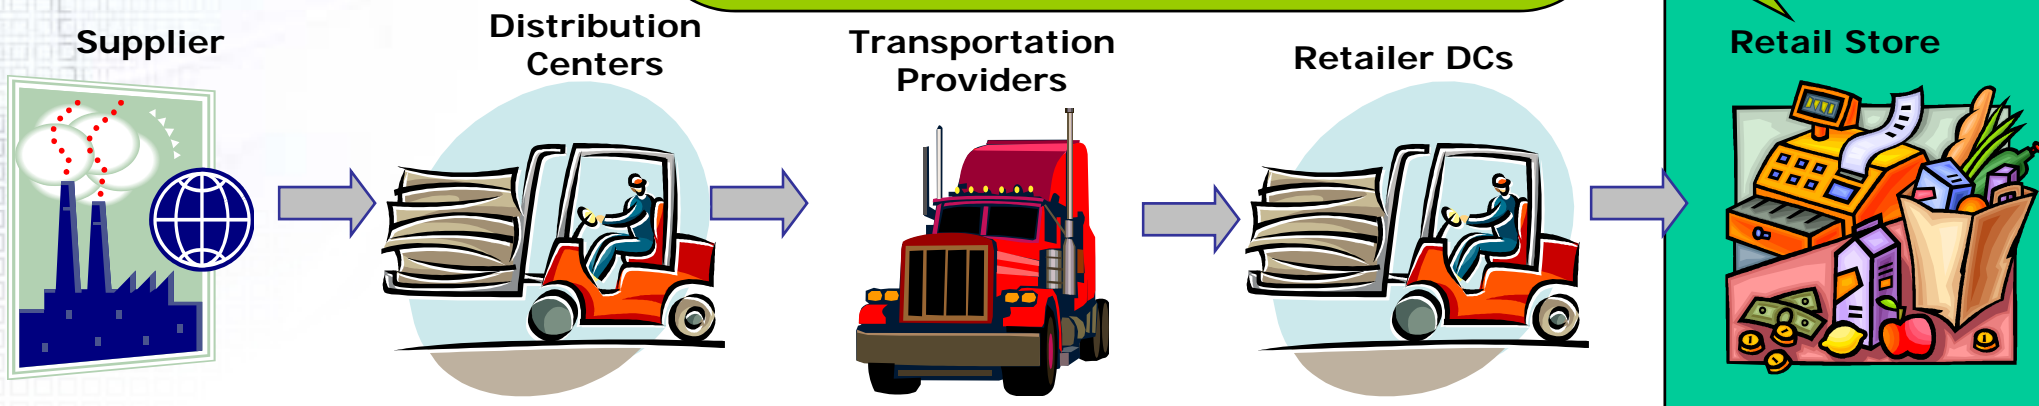 Supplier
Distribution
Centers
Transportation
Providers
Retailer DCs
Retail Store